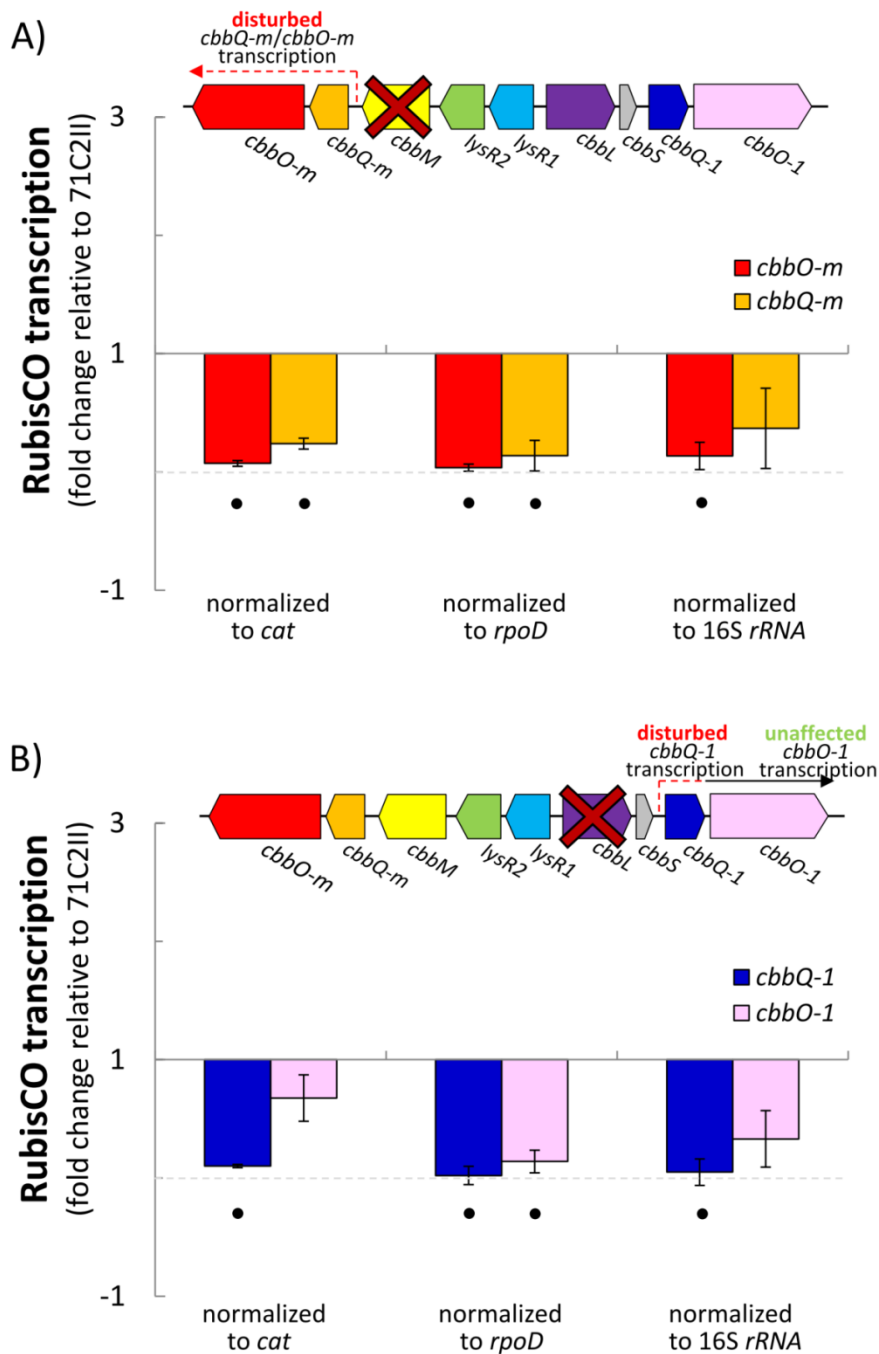 A)
disturbed
cbbQ-m/cbbO-m
transcription
cbbO-m
cbbQ-m
cbbM
lysR2
lysR1
cbbL
cbbS
cbbQ-1
cbbO-1
RubisCO transcription
(fold change relative to 71C2II)
3
1
-1
cbbO-m
cbbQ-m
normalized
to cat
normalized
to rpoD
normalized
to 16S rRNA
B)
disturbed
cbbQ-1
transcription
unaffected
cbbO-1
transcription
cbbO-m
cbbQ-m
cbbM
lysR2
lysR1
cbbL
cbbS
cbbQ-1
cbbO-1
RubisCO transcription
(fold change relative to 71C2II)
3
1
-1
cbbQ-1
cbbO-1
normalized
to cat
normalized
to rpoD
normalized
to 16S rRNA